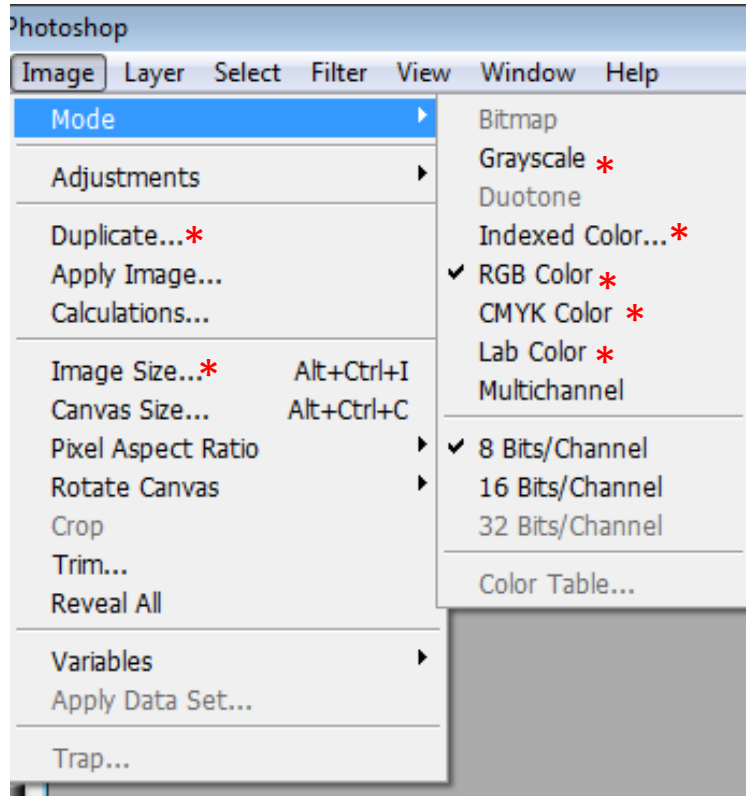 Photoshop
Image Layer Select Filter View Window Help
Mode
Adjustments
Duplicate...*
Apply Image...
Calculations...
Image Size...* Alt+Ctrl+I
Canvas Size... Alt+Ctrl+C
Pixel Aspect Ratio
Rotate Canvas
Crop
Trim...
Reveal All
Variables
Apply Data Set...
Trap...
Bitmap
Grayscale *
Duotone
Indexed Color...*
✔ RGB Color *
CMYK Color *
Lab Color *
Multichannel
✔ 8 Bits/Channel
16 Bits/Channel
32 Bits/Channel
Color Table...